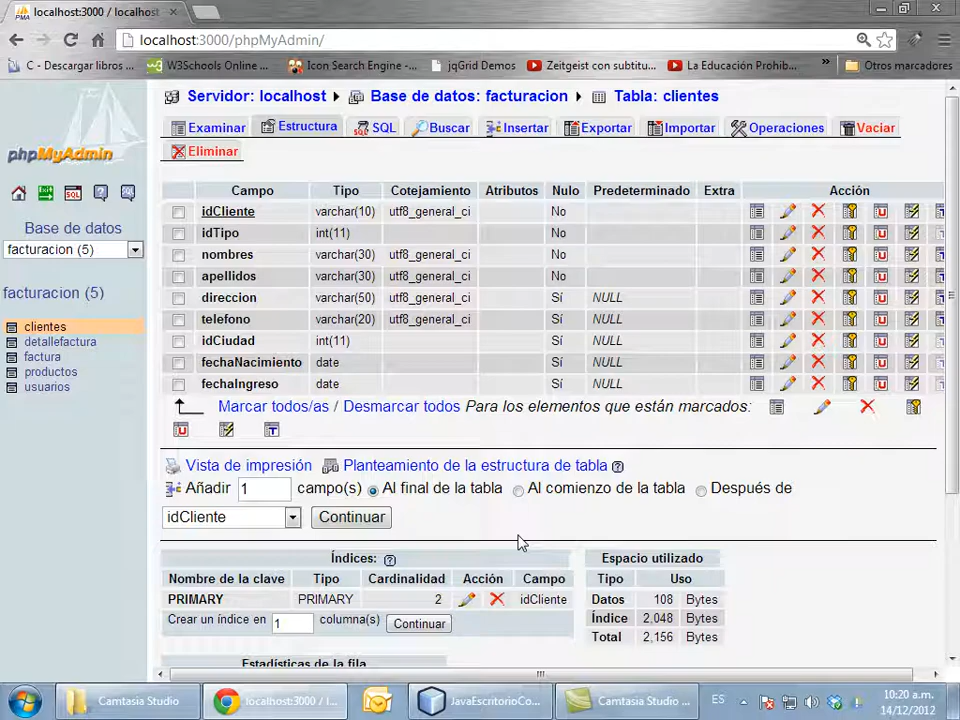 localhost:3000 / localhost
localhost:3000/phpMyAdmin/
C - Descargar libros ...
W3Schools Online ...
Icon Search Engine -...
jqGrid Demos
Zeitgeist con subtitu...
La Educación Prohib...
»
Otros marcadores
phpMyAdmin
Base de datos
facturacion (5)
facturacion (5)
clientes
detallefactura
factura
productos
usuarios
Servidor: localhost
Base de datos: facturacion
Tabla: clientes
Examinar Estructura SQL Buscar Insertar Exportar Importar Operaciones Vaciar
Eliminar
Campo Tipo Cotejamiento Atributos Nulo Predeterminado Extra Acción
idCliente varchar(10) utf8_general_ci No
idTipo int(11) No
nombres varchar(30) utf8_general_ci No
apellidos varchar(30) utf8_general_ci No
direccion varchar(50) utf8_general_ci Sí NULL
telefono varchar(20) utf8_general_ci Sí NULL
idCiudad int(11) Sí NULL
fechaNacimiento date Sí NULL
fechaIngreso date Sí NULL
Marcar todos/as / Desmarcar todos Para los elementos que están marcados:
Vista de impresión Planteamiento de la estructura de tabla
Añadir 1 campo(s) Al final de la tabla Al comienzo de la tabla Después de
idCliente Continuar
Índices:
Nombre de la clave Tipo Cardinalidad Acción Campo
PRIMARY PRIMARY 2 idCliente
Crear un índice en 1 columna(s) Continuar
Espacio utilizado
Tipo Uso
Datos 108 Bytes
Índice 2,048 Bytes
Total 2,156 Bytes
Estadísticas de la fila
Camtasia Studio
localhost:3000 / l...
JavaEscritorioCo...
Camtasia Studio ...
ES
10:20 a.m.
14/12/2012